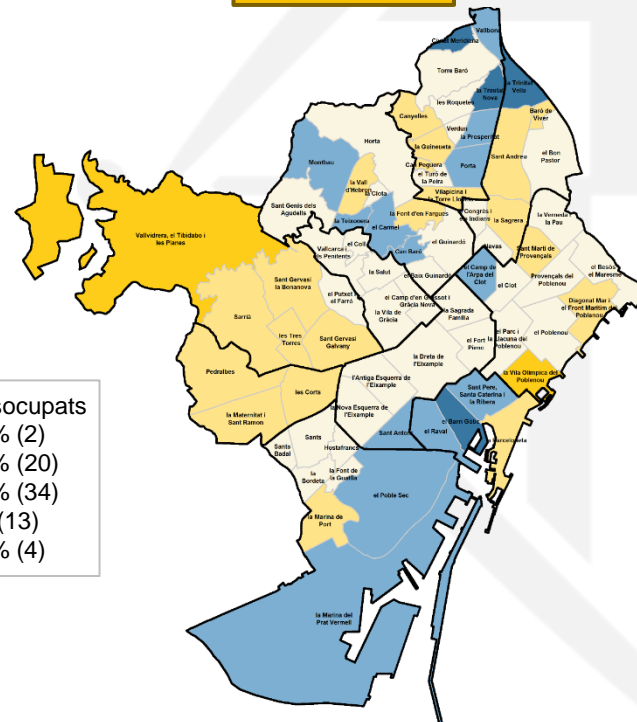 Vallbona
Ciutat Meridiana
Torre Baró
la Trinitat
Nova
la Trinitat
Vella
les Roquetes
Canyelles
Baró de
Viver
Verdun
la Prosperitat
la Guineueta
Horta
Can Peguera
Porta
Sant Andreu
el Bon
Pastor
Montbau
el Turó de
la Peira
la Vall
d'Hebron
Vilapicina i
la Torre Llobeta
la Clota
Sant Genís dels
Agudells
la Font d'en Fargues
la Teixonera
el Carmel
Congrés i
els Indians
la Sagrera
la Verneda i
la Pau
Vallvidrera, el Tibidabo i
les Planes
el Coll
Can Baró
el Guinardó
Navas
Sant Martí de
Provençals
Vallcarca i
els Penitents
la Salut
el Baix Guinardó
el Camp de
l'Arpa del
Clot
el Besòs i
el Maresme
Provençals del
Poblenou
Sant Gervasi
la Bonanova
el Clot
el Putxet i
el Farró
el Camp d'en Grassot i
Gràcia Nova
Diagonal Mar i
el Front Marítim del
Poblenou
Sarrià
la Vila de
Gràcia
la Sagrada
Família
el Parc i
la Llacuna del
Poblenou
el Poblenou
les Tres
Torres
Sant Gervasi
Galvany
el Fort
Pienc
la Dreta de
l'Eixample
Pedralbes
la Vila Olímpica del
Poblenou
l'Antiga Esquerra de
l'Eixample
les Corts
Sant Pere,
Santa Caterina i
la Ribera
socupats
% (2)
% (20)
% (34)
(13)
% (4)
la Maternitat i
Sant Ramon
la Nova Esquerra de
l'Eixample
el Barri Gòtic
el Raval
Sant Antoni
la Barceloneta
Sants
Sants
Badal
Hostafrancs
la
Bordeta
la Font de
la Guatlla
el Poble Sec
la Marina de
Port
la Marina del
Prat Vermell